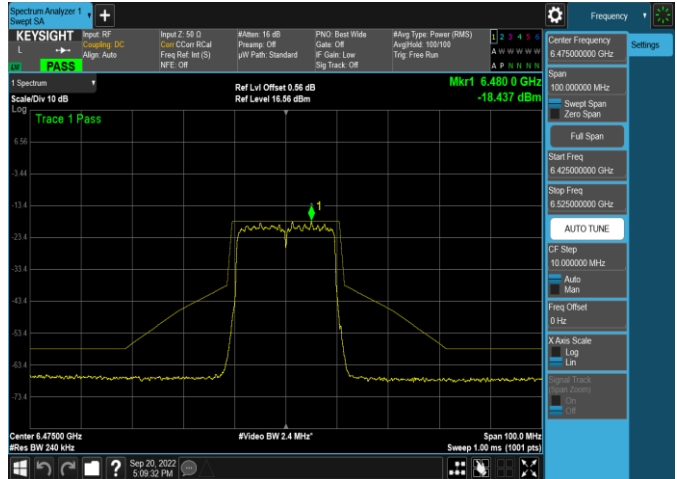 Spectrum Analyzer 1
Swept SA
+
Frequency
KEYSIGHT
L
PASS
Input: RF
Coupling: DC
Align: Auto
Input Z: 50 Ω
Corr CCorr RCal
Freq Ref: Int (S)
NFE: Off
#Atten: 16 dB
Preamp: Off
µW Path: Standard
PNO: Best Wide
Gate: Off
IF Gain: Low
Sig Track: Off
#Avg Type: Power (RMS)
Avg|Hold: 100/100
Trig: Free Run
1 2 3 4 5 6
A W W W W W
A P N N N N
Settings
Center Frequency
6.475000000 GHz
Span
100.000000 MHz
Swept Span
Zero Span
Full Span
Start Freq
6.425000000 GHz
Stop Freq
6.525000000 GHz
AUTO TUNE
CF Step
10.000000 MHz
Auto
Man
Freq Offset
0 Hz
X Axis Scale
Log
Lin
Signal Track
(Span Zoom)
On
Off
1 Spectrum
Scale/Div 10 dB
Log
Ref Lvl Offset 0.56 dB
Ref Level 16.56 dBm
Mkr1 6.480 0 GHz
-18.437 dBm
Trace 1 Pass
1
6.56
-3.44
-13.4
-23.4
-33.4
-43.4
-53.4
-63.4
-73.4
Center 6.47500 GHz
#Res BW 240 kHz
#Video BW 2.4 MHz*
Span 100.0 MHz
Sweep 1.00 ms (1001 pts)
?
Sep 20, 2022
5:09:32 PM